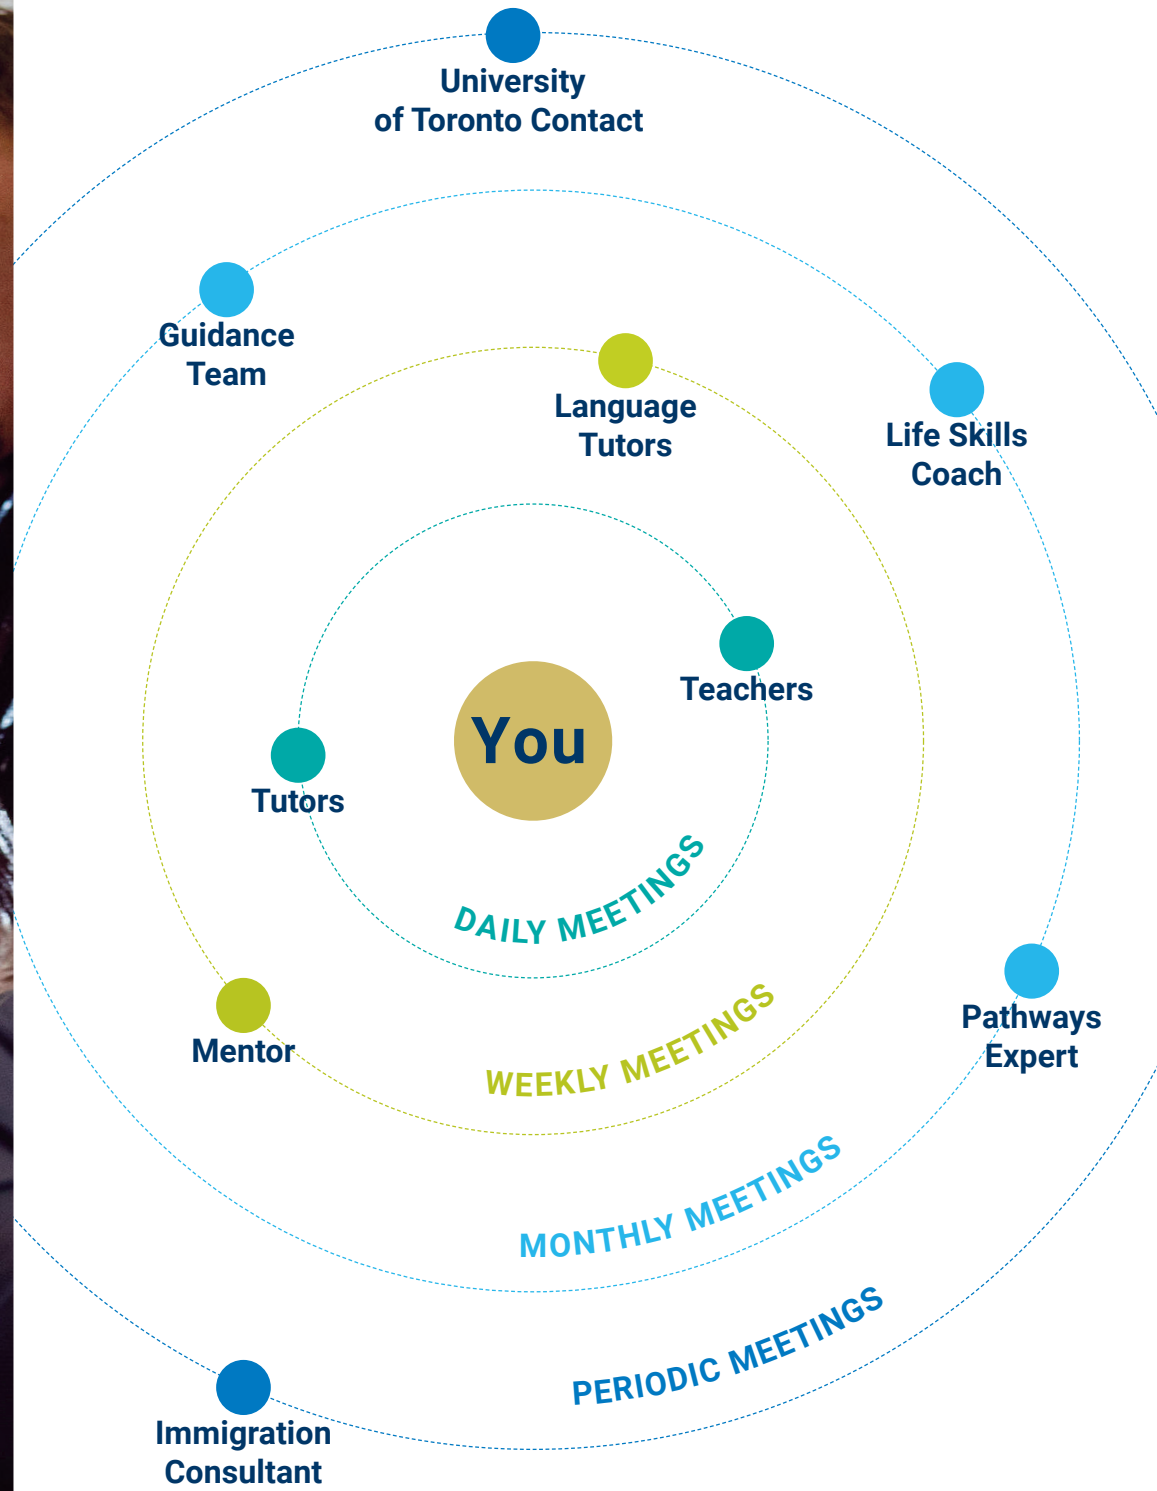 University
of Toronto Contact
Guidance
Team
Language
Tutors
Life Skills
Coach
Teachers
You
Tutors
DAILY MEETINGS
Mentor
WEEKLY MEETINGS
Pathways
Expert
MONTHLY MEETINGS
PERIODIC MEETINGS
Immigration
Consultant